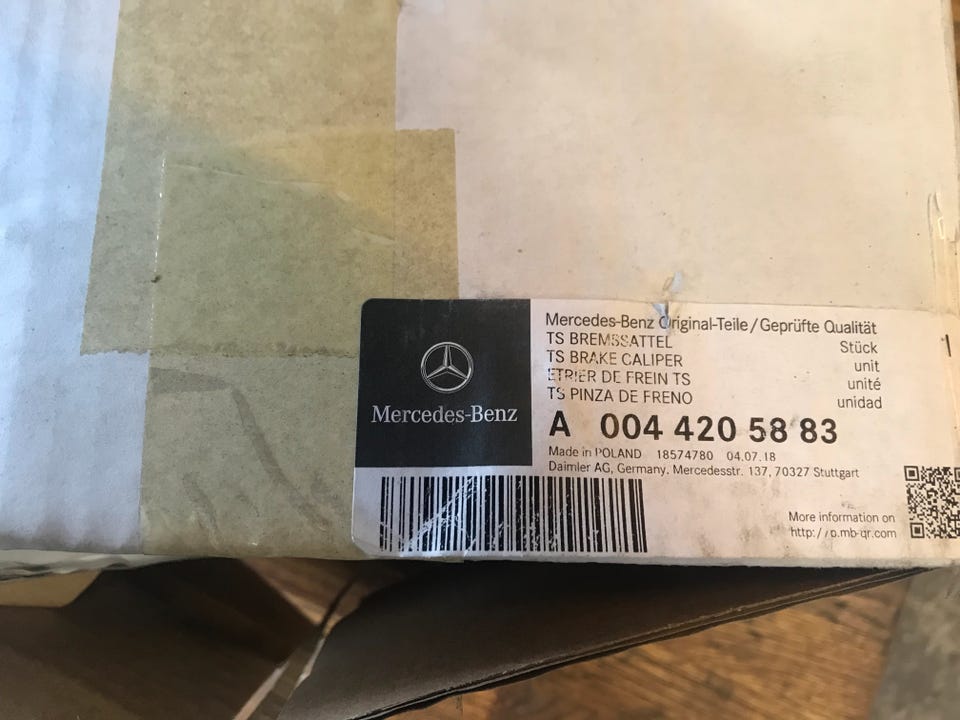 Mercedes-Benz
Mercedes-Benz Original-Teile/Geprüfte Qualität
TS BREMSSATTEL Stück
TS BRAKE CALIPER unit
ETRIER DE FREIN TS unité
TS PINZA DE FRENO unidad
A 004 420 58 83
Made in POLAND 18574780 04.07.18
Daimler AG, Germany, Mercedesstr. 137, 70327 Stuttgart
More information on
http://p.mb-qr.com